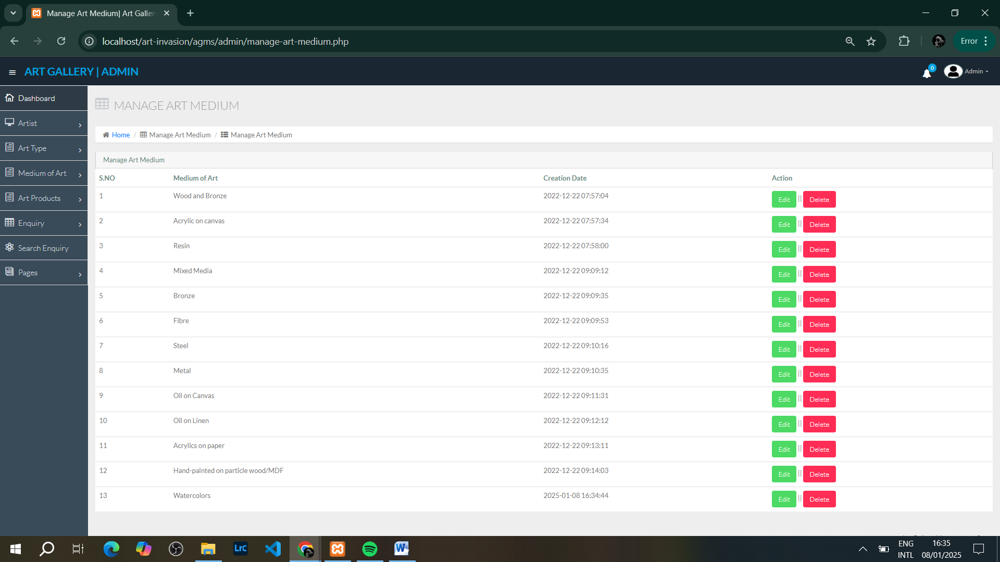 Manage Art Medium| Art Galler
localhost/art-invasion/agms/admin/manage-art-medium.php
Error
ART GALLERY | ADMIN
0
Admin
Dashboard
Artist
Art Type
Medium of Art
Art Products
Enquiry
Search Enquiry
Pages
MANAGE ART MEDIUM
Home / Manage Art Medium / Manage Art Medium
Manage Art Medium
S.NO Medium of Art Creation Date Action
1 Wood and Bronze 2022-12-22 07:57:04 Edit || Delete
2 Acrylic on canvas 2022-12-22 07:57:34 Edit || Delete
3 Resin 2022-12-22 07:58:00 Edit || Delete
4 Mixed Media 2022-12-22 09:09:12 Edit || Delete
5 Bronze 2022-12-22 09:09:35 Edit || Delete
6 Fibre 2022-12-22 09:09:53 Edit || Delete
7 Steel 2022-12-22 09:10:16 Edit || Delete
8 Metal 2022-12-22 09:10:35 Edit || Delete
9 Oil on Canvas 2022-12-22 09:11:31 Edit || Delete
10 Oil on Linen 2022-12-22 09:12:12 Edit || Delete
11 Acrylics on paper 2022-12-22 09:13:11 Edit || Delete
12 Hand-painted on particle wood/MDF 2022-12-22 09:14:03 Edit || Delete
13 Watercolors 2025-01-08 16:34:44 Edit || Delete
LrC
ENG
INTL
16:35
08/01/2025